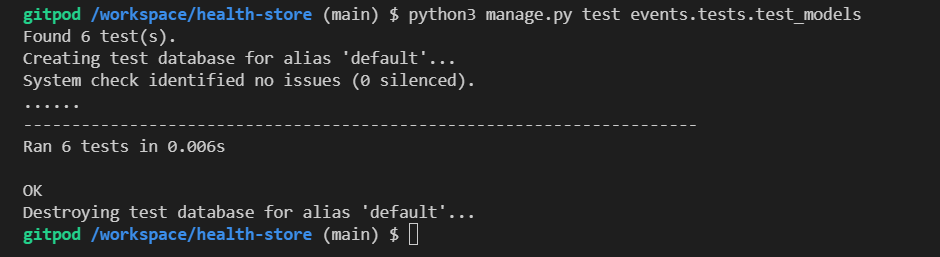 gitpod /workspace/health-store (main) $ python3 manage.py test events.tests.test_models
Found 6 test(s).
Creating test database for alias 'default'...
System check identified no issues (0 silenced).
......
----------------------------------------------------------------------
Ran 6 tests in 0.006s
OK
Destroying test database for alias 'default'...
gitpod /workspace/health-store (main) $